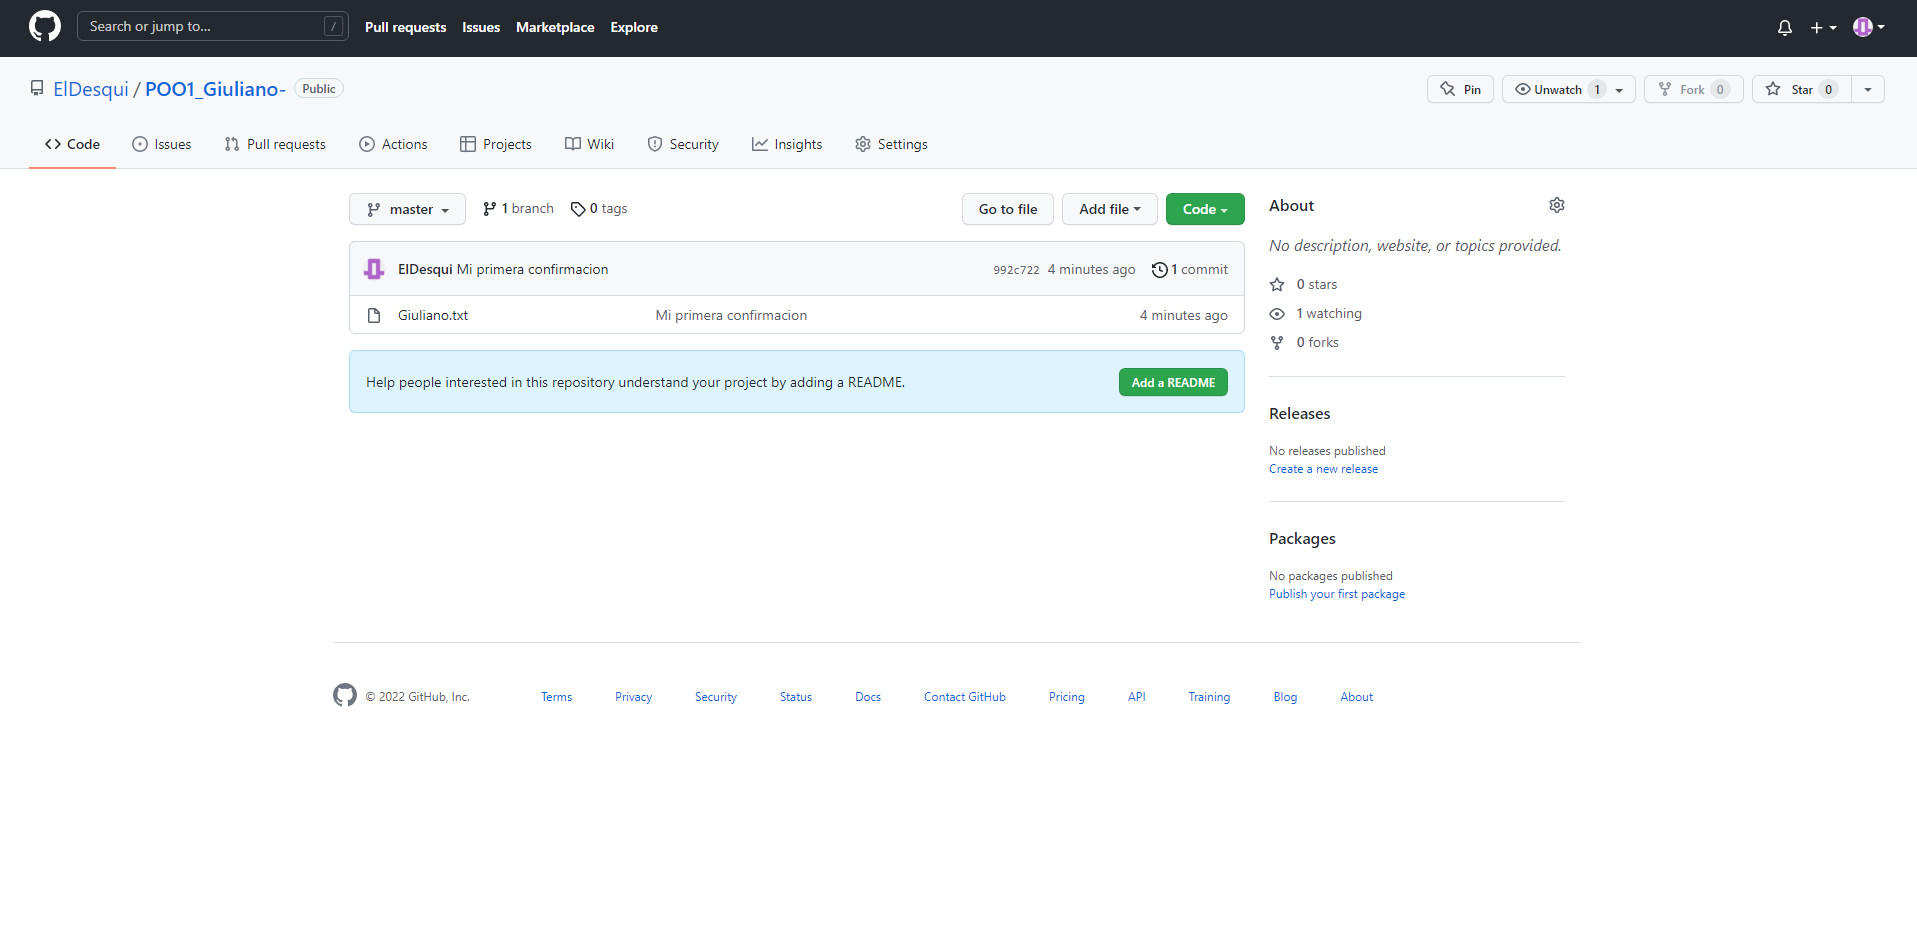 Search or jump to... /
Pull requests Issues Marketplace Explore
ElDesqui / POO1_Giuliano- Public
Pin Unwatch 1 Fork 0 Star 0
Code Issues Pull requests Actions Projects Wiki Security Insights Settings
master 1 branch 0 tags Go to file Add file Code
ElDesqui Mi primera confirmacion 992c722 4 minutes ago 1 commit
Giuliano.txt Mi primera confirmacion 4 minutes ago
Help people interested in this repository understand your project by adding a README. Add a README
About
No description, website, or topics provided.
0 stars
1 watching
0 forks
Releases
No releases published
Create a new release
Packages
No packages published
Publish your first package
© 2022 GitHub, Inc. Terms Privacy Security Status Docs Contact GitHub Pricing API Training Blog About